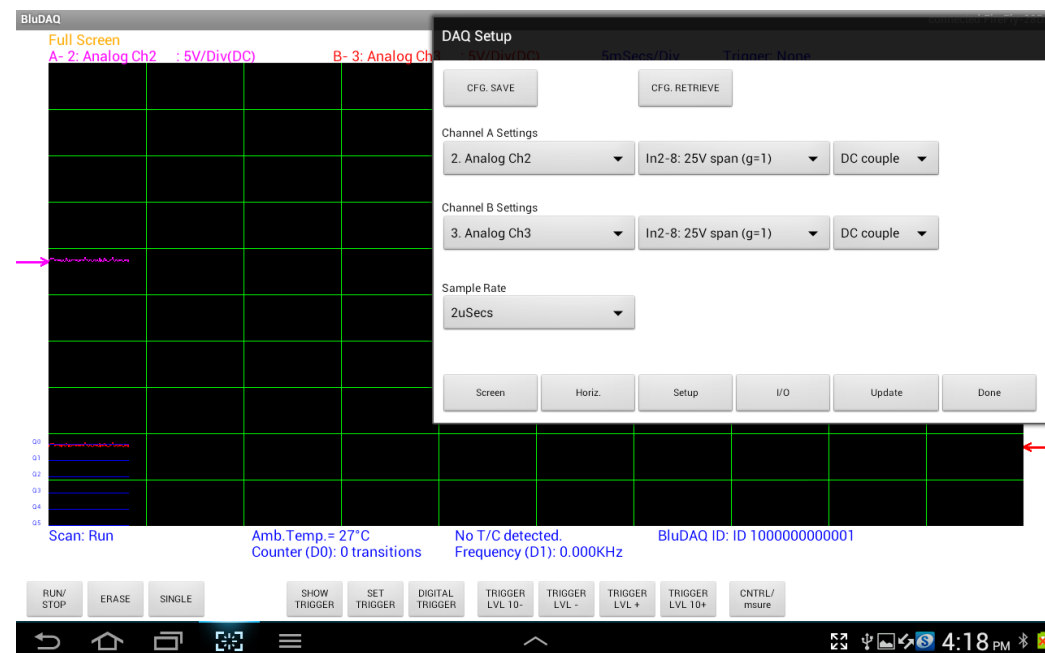 BluDAQ
Full Screen
A- 2: Analog Ch2 : 5V/Div(DC) B- 3: Analog Ch3 : 5V/Div(DC) 5mSecs/Div Trigger: None
DAQ Setup
CFG. SAVE CFG. RETRIEVE
Channel A Settings
2. Analog Ch2 In2-8: 25V span (g=1) DC couple
Channel B Settings
3. Analog Ch3 In2-8: 25V span (g=1) DC couple
Sample Rate
2uSecs
Screen Horiz. Setup I/O Update Done
Q0
Q1
Q2
Q3
Q4
Q5
Scan: Run Amb.Temp.= 27°C No T/C detected. BluDAQ ID: ID 1000000000001
Counter (D0): 0 transitions Frequency (D1): 0.000KHz
RUN/
STOP
ERASE
SINGLE
SHOW
TRIGGER
SET
TRIGGER
DIGITAL
TRIGGER
TRIGGER
LVL 10-
TRIGGER
LVL -
TRIGGER
LVL +
TRIGGER
LVL 10+
CNTRL/
msure
4:18 PM